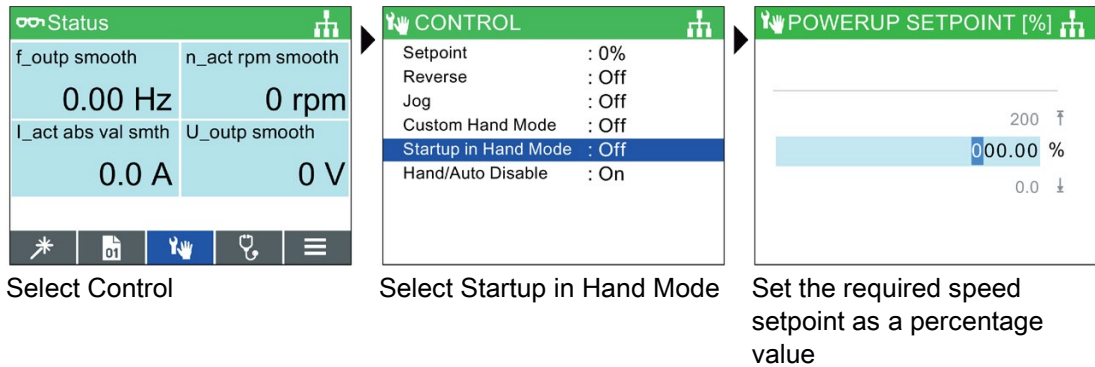 Status
f_outp smooth n_act rpm smooth
0.00 Hz 0 rpm
I_act abs val smth U_outp smooth
0.0 A 0 V
01
Select Control
CONTROL
Setpoint : 0%
Reverse : Off
Jog : Off
Custom Hand Mode : Off
Startup in Hand Mode : Off
Hand/Auto Disable : On
Select Startup in Hand Mode
POWERUP SETPOINT [%]
200
000.00 %
0.0
Set the required speed
setpoint as a percentage
value